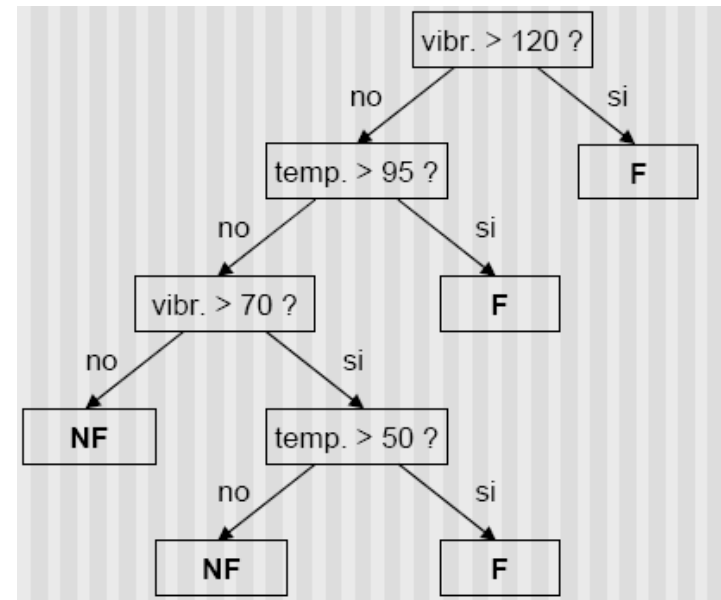 vibr. > 120 ?
no
si
temp. > 95 ?
F
no
si
vibr. > 70 ?
F
no
si
NF
temp. > 50 ?
no
si
NF
F